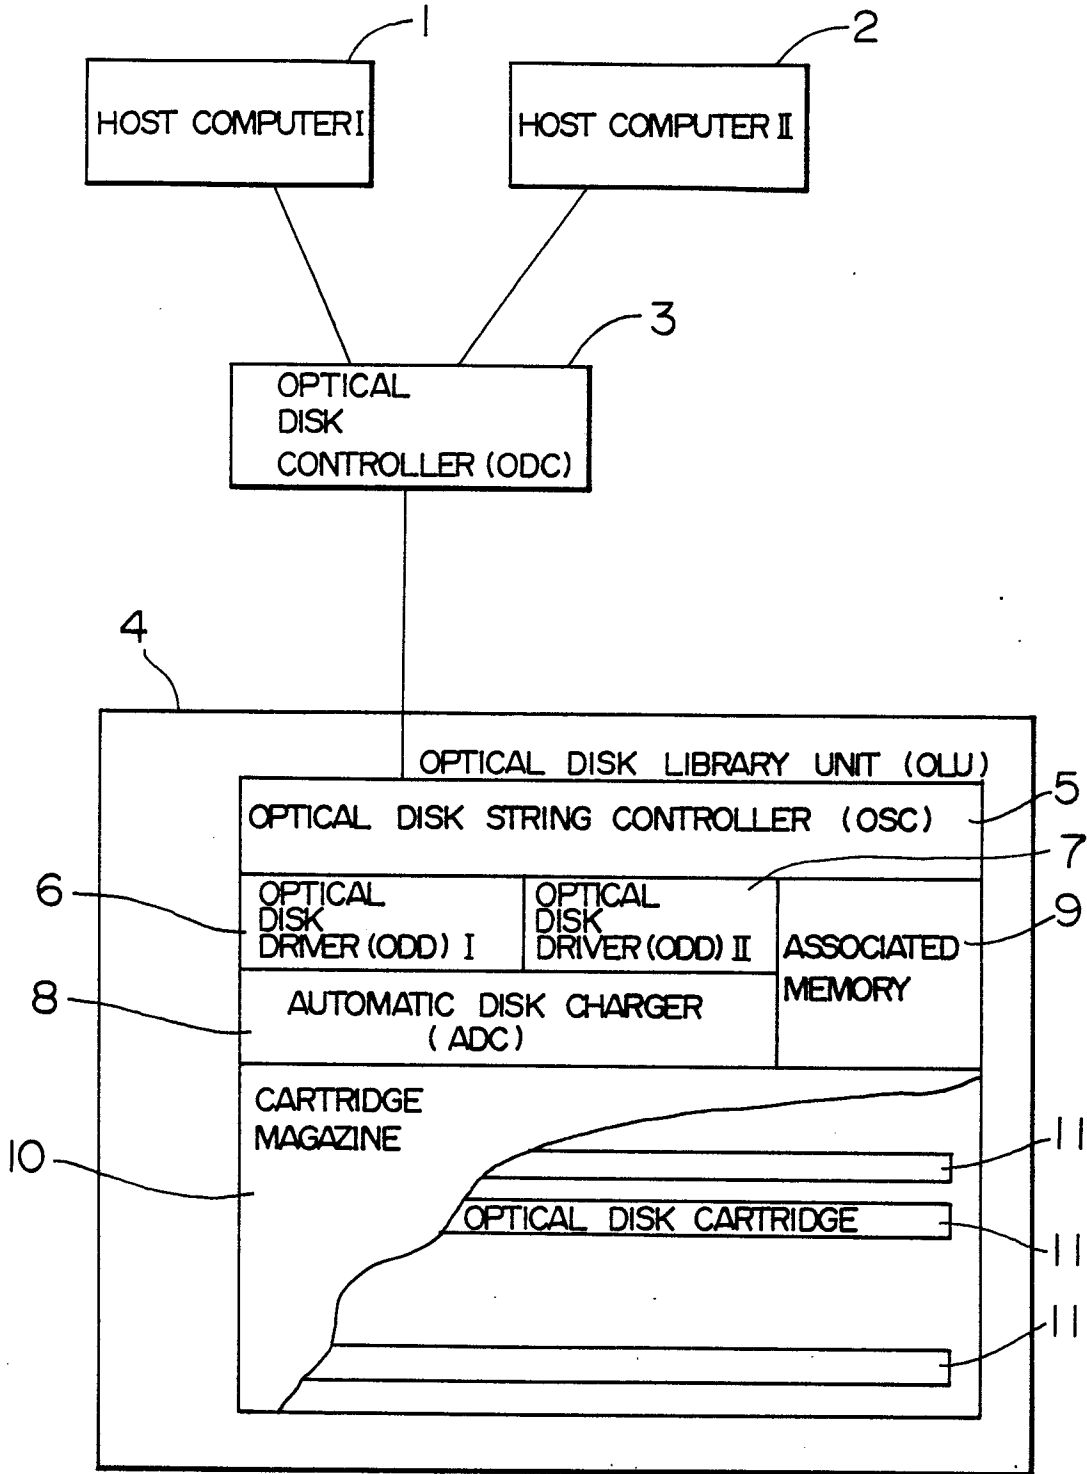 1
2
HOST COMPUTER I
HOST COMPUTER II
3
OPTICAL
DISK
CONTROLLER (ODC)
4
OPTICAL DISK LIBRARY UNIT (OLU)
5
OPTICAL DISK STRING CONTROLLER (OSC)
7
6
OPTICAL
DISK
DRIVER (ODD) I
OPTICAL
DISK
DRIVER (ODD) II
9
ASSOCIATED
MEMORY
8
AUTOMATIC DISK CHARGER
(ADC)
CARTRIDGE
MAGAZINE
10
11
OPTICAL DISK CARTRIDGE
11
11